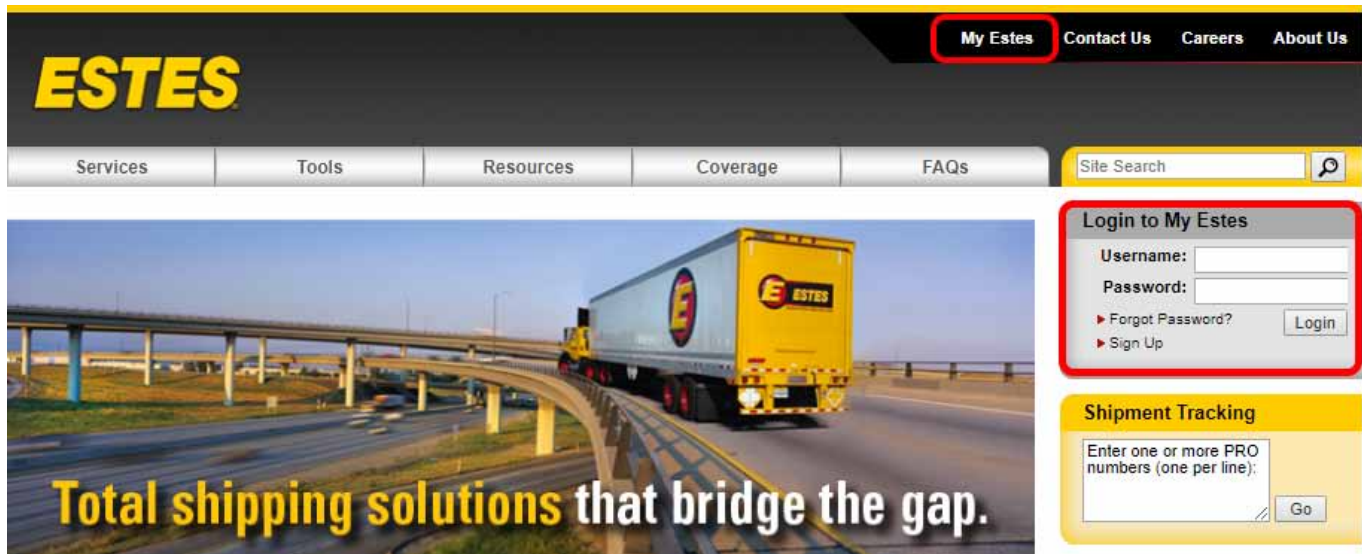 My Estes Contact Us Careers About Us
ESTES
Services Tools Resources Coverage FAQs Site Search
Login to My Estes
Username:
Password:
Forgot Password? Login
Sign Up
E
E ESTES
Shipment Tracking
Enter one or more PRO
numbers (one per line):
Go
Total shipping solutions that bridge the gap.